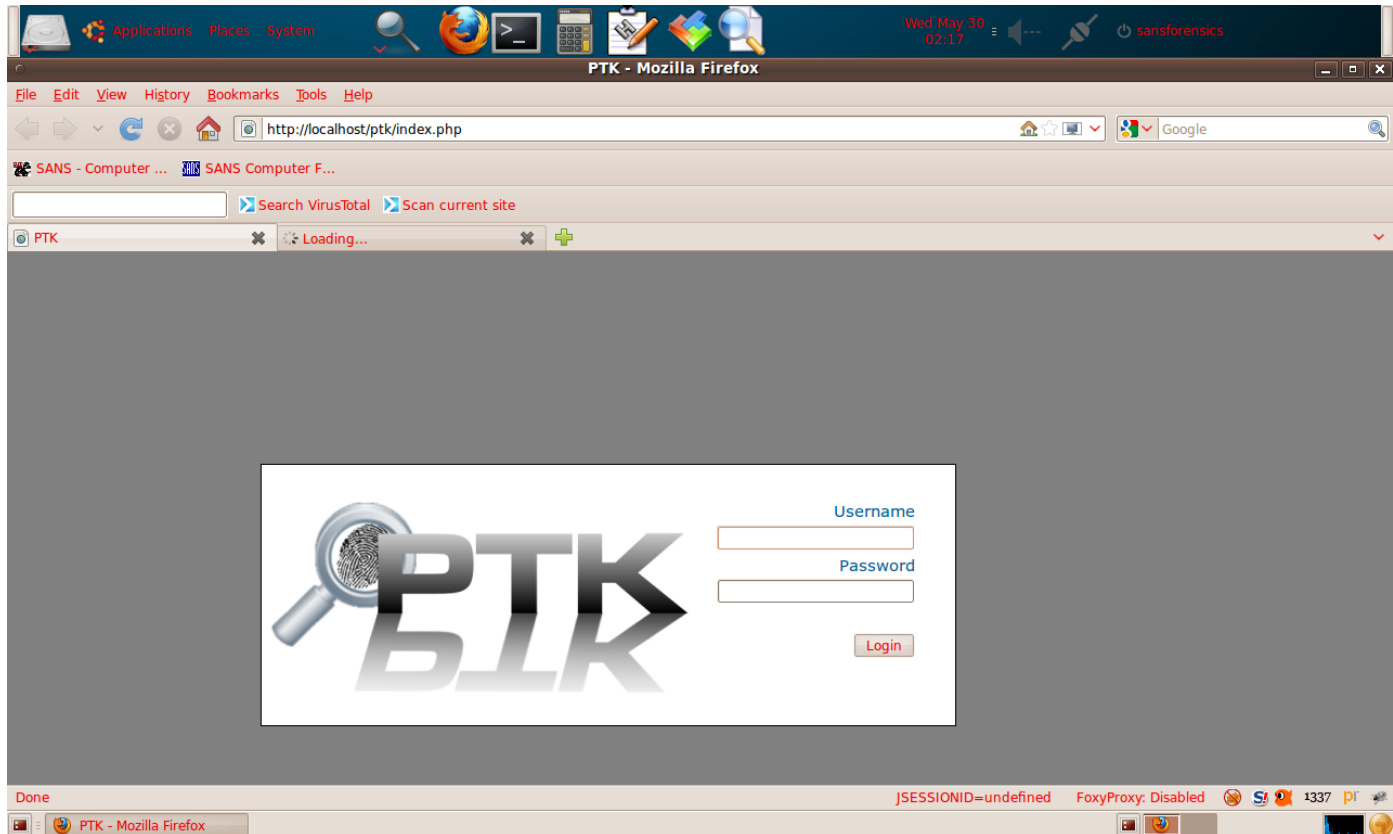 Applications Places System
Wed May 30
02:17
sansforensics
PTK - Mozilla Firefox
File Edit View History Bookmarks Tools Help
http://localhost/ptk/index.php
Google
SANS - Computer ... SANS Computer F...
Search VirusTotal Scan current site
PTK
Loading...
PTK
Username
Password
Login
Done
JSESSIONID=undefined
FoxyProxy: Disabled
S!
1337
pr
PTK - Mozilla Firefox